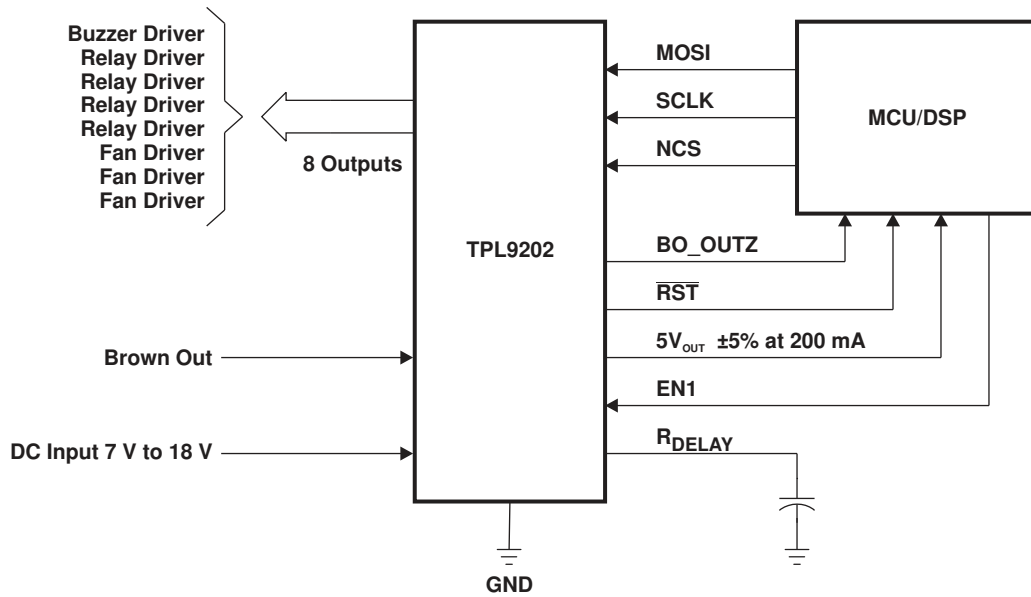 Buzzer Driver
Relay Driver
Relay Driver
Relay Driver
Relay Driver
Fan Driver
Fan Driver
Fan Driver
8 Outputs
Brown Out
DC Input 7 V to 18 V
TPL9202
GND
MOSI
SCLK
NCS
BO_OUTZ
RST
5VOUT ±5% at 200 mA
EN1
RDELAY
MCU/DSP